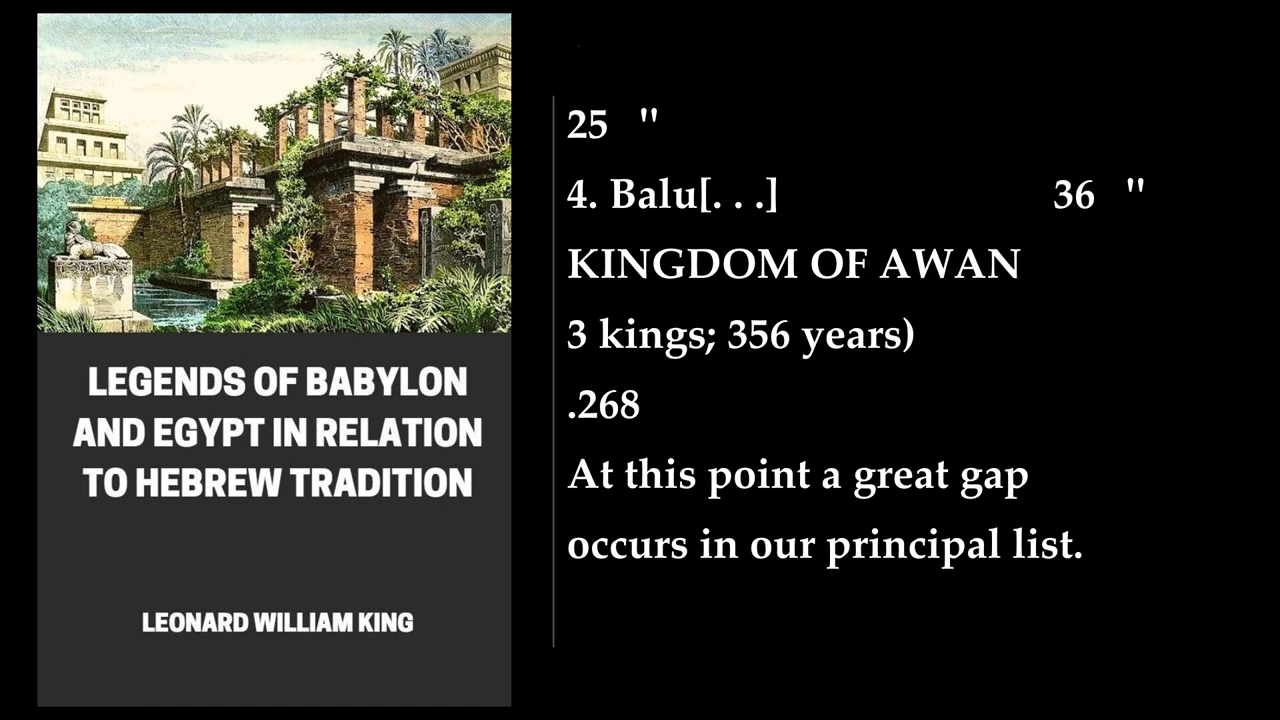 LEGENDS OF BABYLON
AND EGYPT IN RELATION
TO HEBREW TRADITION
LEONARD WILLIAM KING
25 "
4. Balu[. . .] 36 "
KINGDOM OF AWAN
3 kings; 356 years)
.268
At this point a great gap
occurs in our principal list.